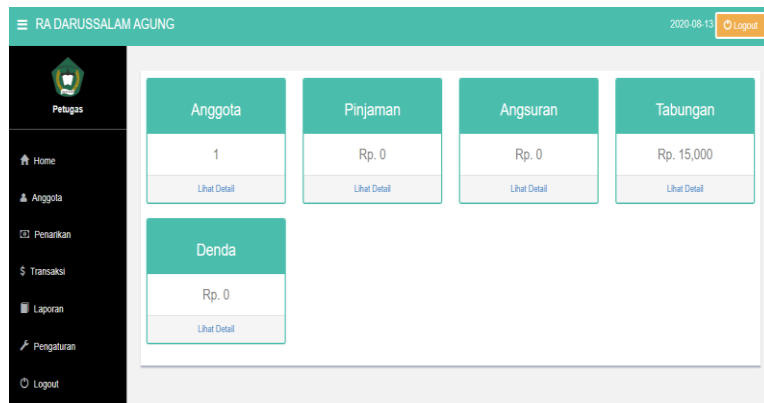 ☰ RA DARUSSALAM AGUNG
2020-08-13 Logout
Petugas
Home
Anggota
Penarikan
$ Transaksi
Laporan
Pengaturan
Logout
Anggota
1
Lihat Detail
Pinjaman
Rp. 0
Lihat Detail
Angsuran
Rp. 0
Lihat Detail
Tabungan
Rp. 15,000
Lihat Detail
Denda
Rp. 0
Lihat Detail